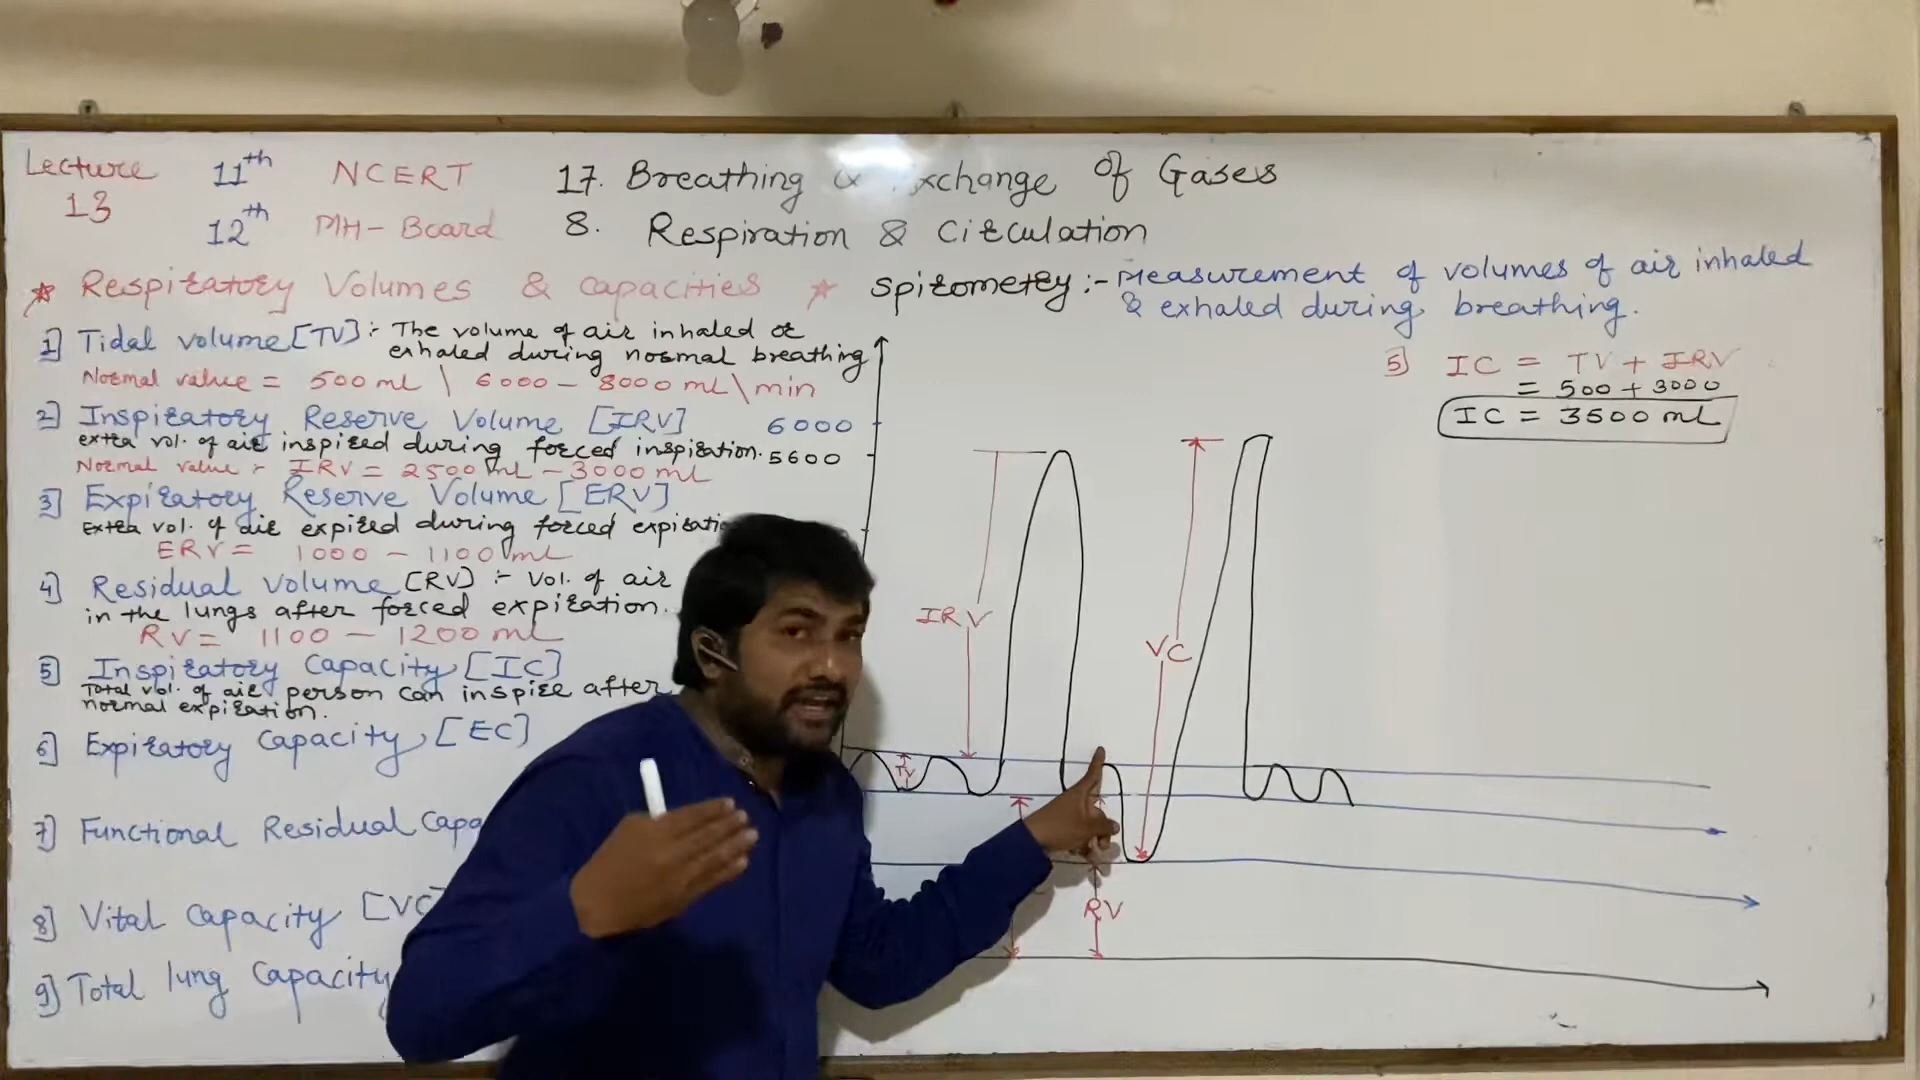 Lecture 13
11th NCERT 17. Breathing & Exchange of Gases
12th MH-Board 8. Respiration & Circulation
* Respiratory Volumes & capacities *
Spirometry :- Measurement of volumes of air inhaled
& exhaled during breathing.
1] Tidal volume [TV] :- The volume of air inhaled or
exhaled during normal breathing
Normal value = 500 ml \ 6000 - 8000 ml\min
2] Inspiratory Reserve Volume [IRV]
extra vol. of air inspired during forced inspiration.
Normal value :- IRV = 2500 ml - 3000 ml
3] Expiratory Reserve Volume [ERV]
Extra vol. of air expired during forced
ERV = 1000 - 1100 ml
4] Residual volume [RV] :- Vol. of air
in the lungs after forced expiration.
RV = 1100 - 1200 ml
5] Inspiratory Capacity [IC]
Total vol. of air person can inspire after
normal expiration.
6] Expiratory Capacity [EC]
7] Functional Residual Capa
8] Vital Capacity [VC]
9] Total lung Capacity
6000
5600
IRV
TV
VC
RV
5] IC = TV + IRV
= 500 + 3000
IC = 3500 ml